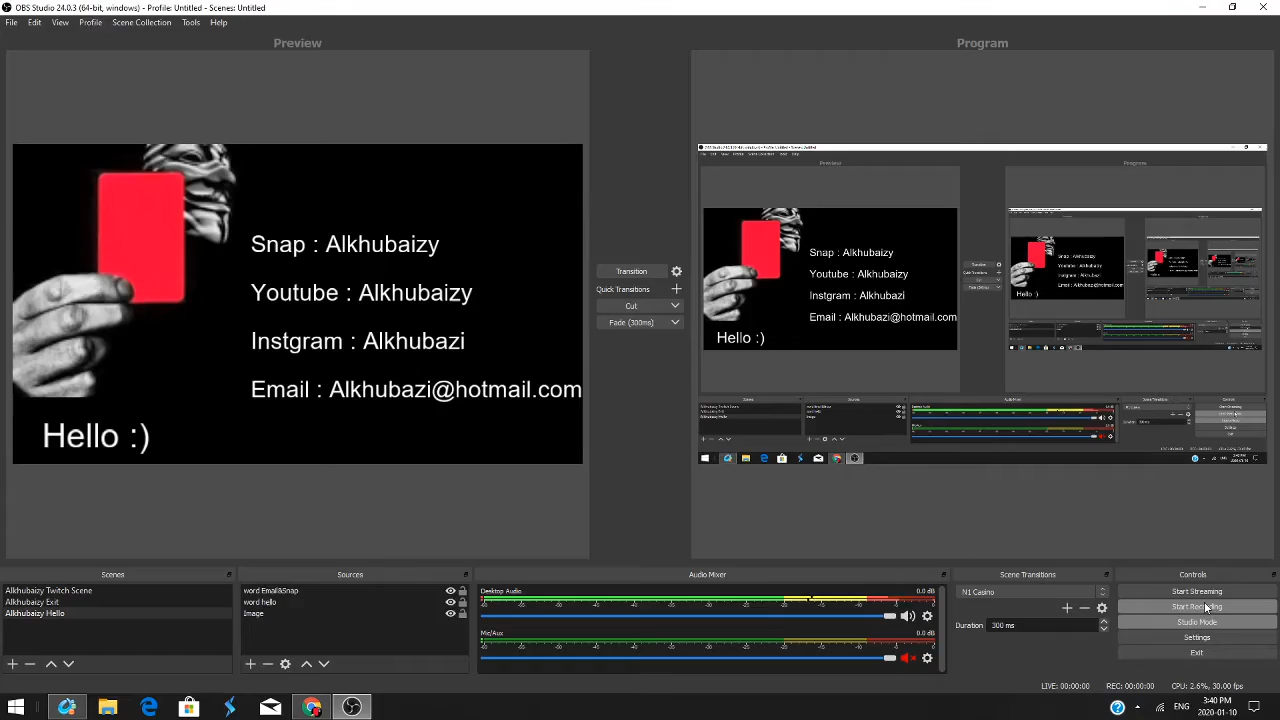 OBS Studio 24.0.3 (64-bit, windows) - Profile: Untitled - Scenes: Untitled
File Edit View Profile Scene Collection Tools Help
Preview
Program
Snap : Alkhubaizy
Youtube : Alkhubaizy
Instgram : Alkhubazi
Email : Alkhubazi@hotmail.com
Hello :)
Transition
Quick Transitions
Cut
Fade (300ms)
Snap : Alkhubaizy
Youtube : Alkhubaizy
Instgram : Alkhubazi
Email : Alkhubazi@hotmail.com
Hello :)
Scenes
Alkhubaizy Twitch Scene
Alkhubaizy Exit
Alkhubaizy Hello
Sources
word Email&Snap
word hello
Image
Audio Mixer
Desktop Audio 0.0 dB
Mic/Aux 0.0 dB
Scene Transitions
N1 Casino
Duration 300 ms
Controls
Start Streaming
Start Recording
Studio Mode
Settings
Exit
LIVE: 00:00:00 REC: 00:00:00 CPU: 2.6%, 30.00 fps
ENG
3:40 PM
2020-01-10